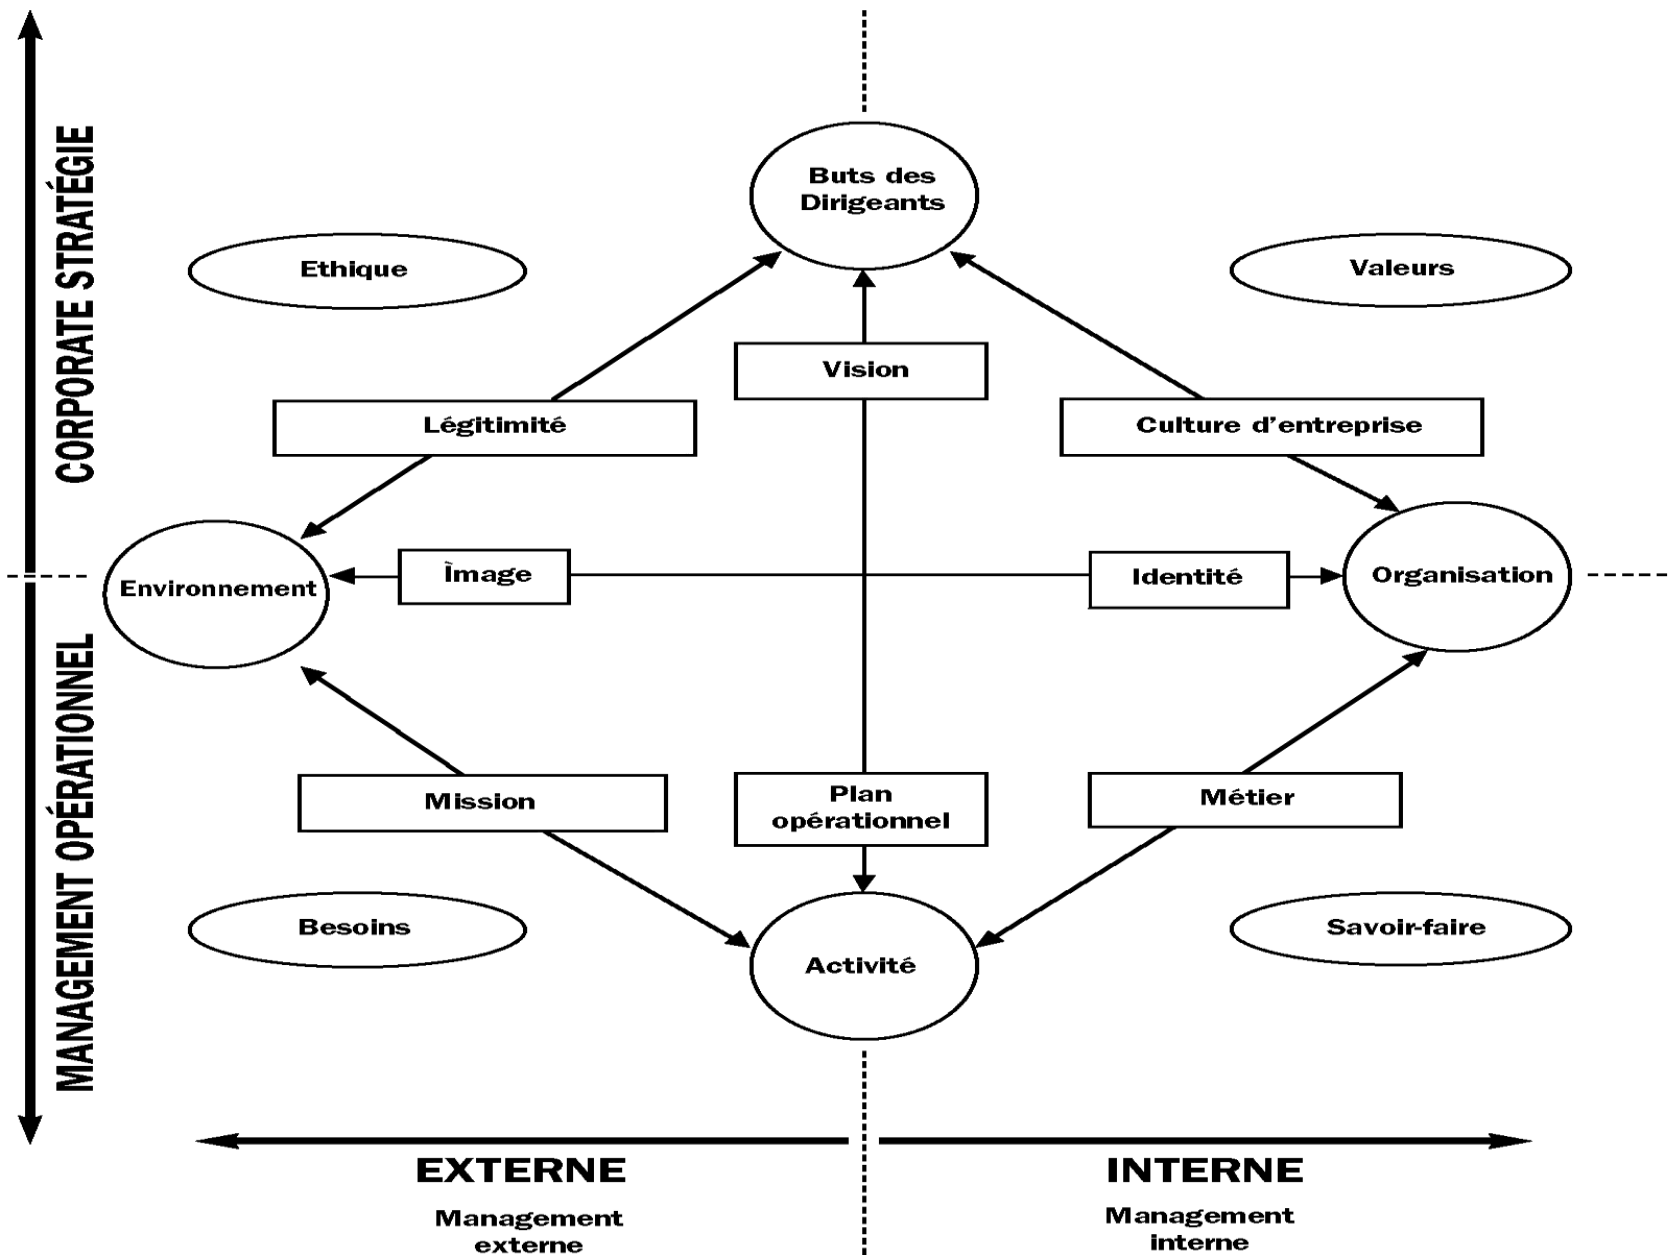 CORPORATE STRATÉGIE
MANAGEMENT OPÉRATIONNEL
Buts des
Dirigeants
Ethique
Valeurs
Vision
Légitimité
Culture d'entreprise
Environnement
Image
Identité
Organisation
Mission
Plan
opérationnel
Métier
Besoins
Savoir-faire
Activité
EXTERNE
INTERNE
Management
externe
Management
interne